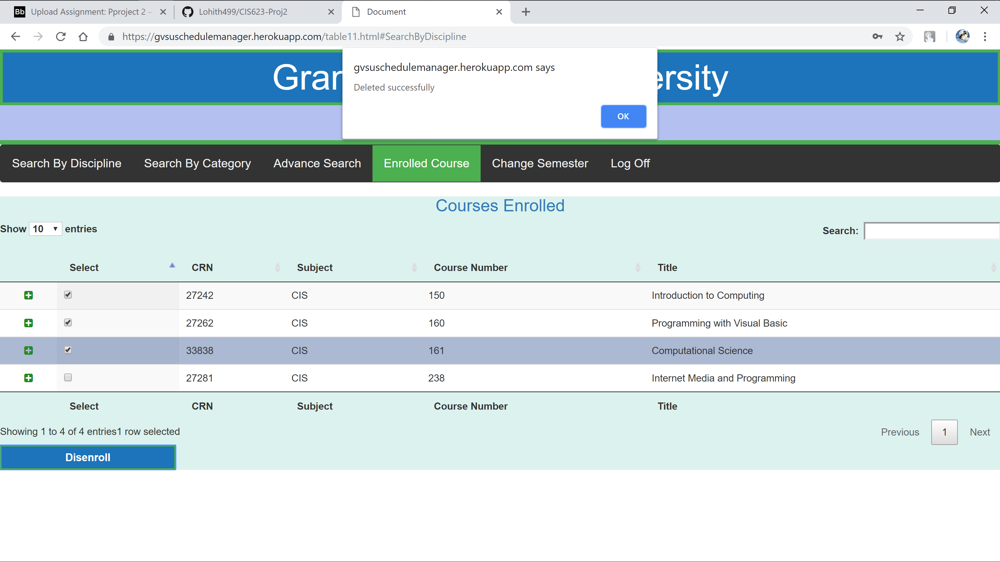 Bb Upload Assignment: Pproject 2 – Lohith499/CIS623-Proj2 Document
https://gvsuschedulemanager.herokuapp.com/table11.html#SearchByDiscipline
gvsuschedulemanager.herokuapp.com says
Deleted successfully
OK
Gran ersity
Search By Discipline Search By Category Advance Search Enrolled Course Change Semester Log Off
Courses Enrolled
Show 10 entries Search:
Select CRN Subject Course Number Title
27242 CIS 150 Introduction to Computing
27262 CIS 160 Programming with Visual Basic
33838 CIS 161 Computational Science
27281 CIS 238 Internet Media and Programming
Select CRN Subject Course Number Title
Showing 1 to 4 of 4 entries1 row selected Previous 1 Next
Disenroll